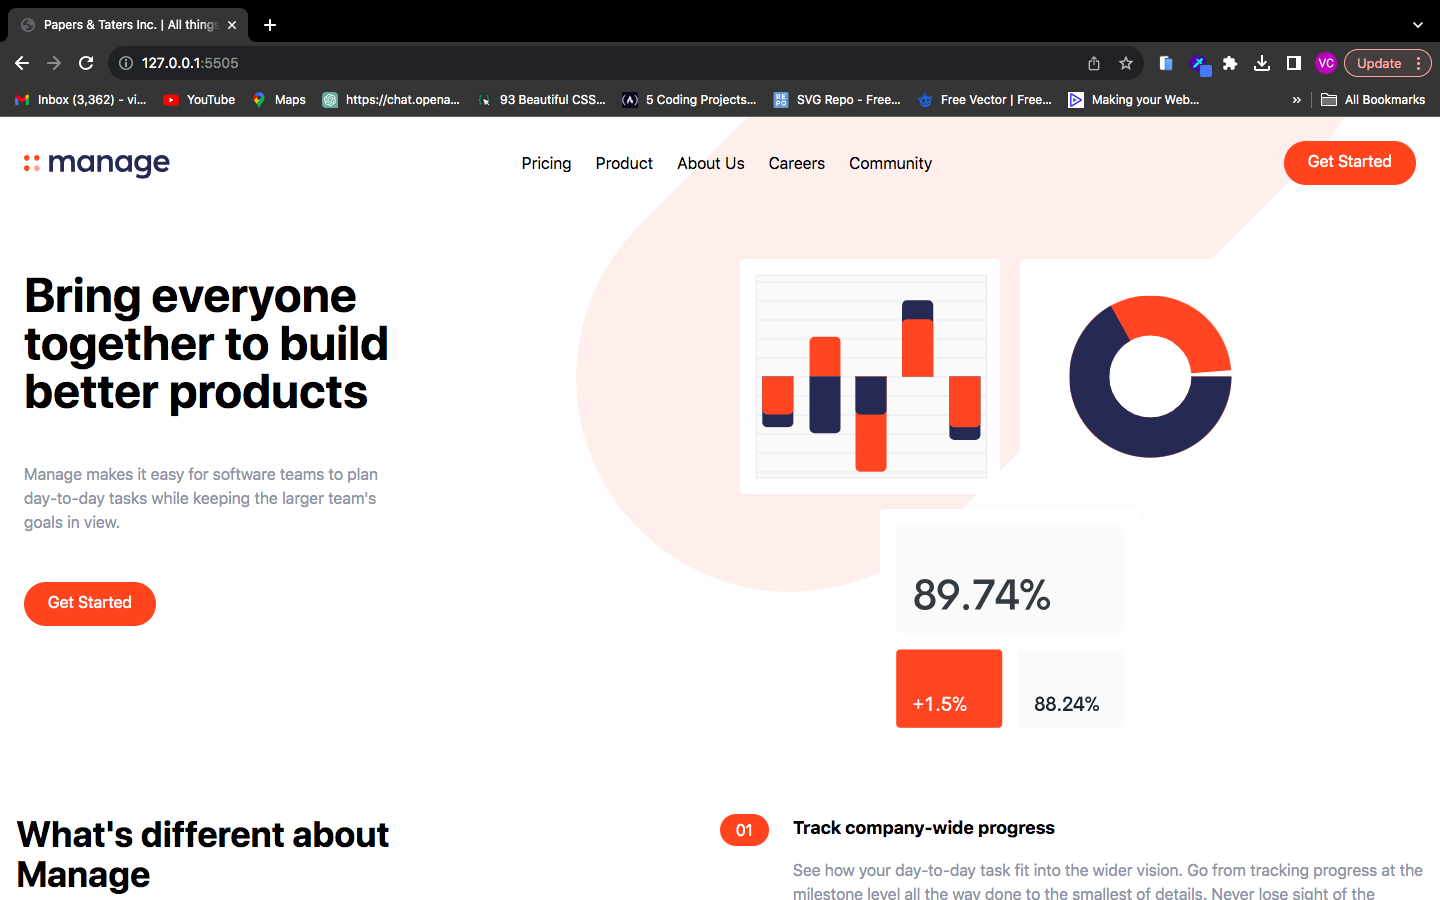 Papers & Taters Inc. | All things
127.0.0.1:5505
VC
Update
Inbox (3,362) - vi...
YouTube
Maps
https://chat.opena...
93 Beautiful CSS...
5 Coding Projects...
RE
PO
SVG Repo - Free...
Free Vector | Free...
Making your Web...
All Bookmarks
manage
Pricing
Product
About Us
Careers
Community
Get Started
Bring everyone
together to build
better products
Manage makes it easy for software teams to plan
day-to-day tasks while keeping the larger team's
goals in view.
Get Started
89.74%
+1.5%
88.24%
What's different about
Manage
01
Track company-wide progress
See how your day-to-day task fit into the wider vision. Go from tracking progress at the
milestone level all the way done to the smallest of details. Never lose sight of the